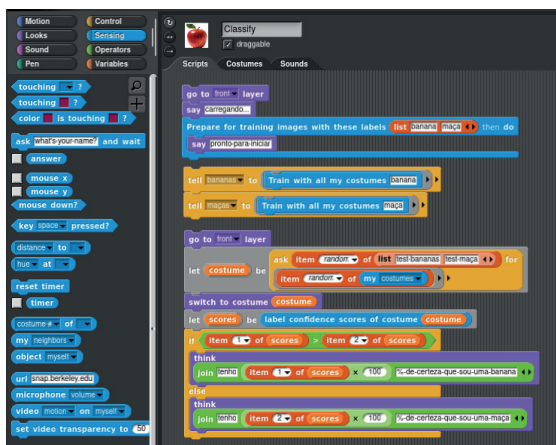 Motion Control
Looks Sensing
Sound Operators
Pen Variables
touching ?
touching ?
color is touching ?
ask what's-your-name? and wait
answer
mouse x
mouse y
mouse down?
key space pressed?
distance to
hue at
reset timer
timer
costume # of
my neighbors
object myself
url snap.berkeley.edu
microphone volume
video motion on myself
set video transparency to 50
Classify
draggable
Scripts Costumes Sounds
go to front layer
say carregando...
Prepare for training images with these labels list banana maça then do
say pronto-para-iniciar
tell bananas to Train with all my costumes banana
tell maças to Train with all my costumes maça
go to front layer
let costume be ask item random of list test-bananas test-maça for
item random of my costumes
switch to costume costume
let scores be label confidence scores of costume costume
if item 1 of scores > item 2 of scores
think
join tenho item 1 of scores × 100 %-de-certeza-que-sou-uma-banana
else
think
join tenho item 2 of scores × 100 %-de-certeza-que-sou-uma-maça